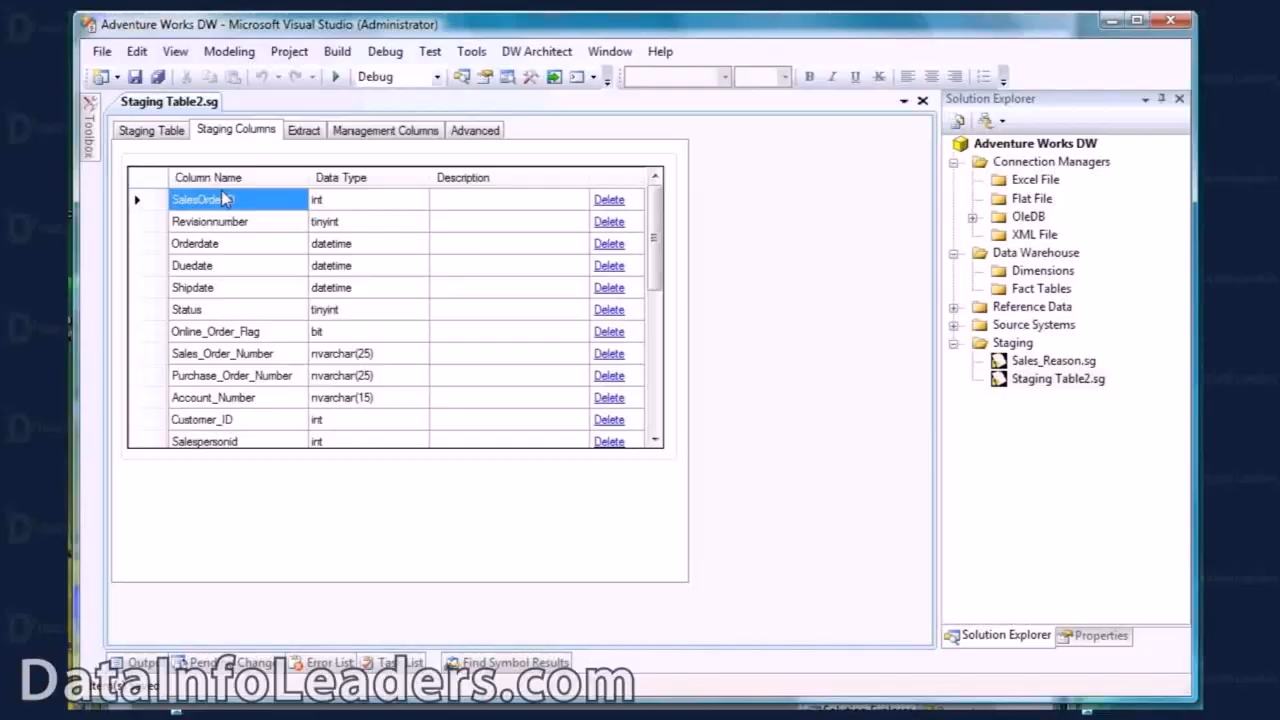 Adventure Works DW - Microsoft Visual Studio (Administrator)
File Edit View Modeling Project Build Debug Test Tools DW Architect Window Help
Debug
Toolbox
Staging Table2.sg
Staging Table Staging Columns Extract Management Columns Advanced
Column Name Data Type Description
int Delete
Revisionnumber tinyint Delete
Orderdate datetime Delete
Duedate datetime Delete
Shipdate datetime Delete
Status tinyint Delete
Online_Order_Flag bit Delete
Sales_Order_Number nvarchar(25) Delete
Purchase_Order_Number nvarchar(25) Delete
Account_Number nvarchar(15) Delete
Customer_ID int Delete
Salespersonid int Delete
Solution Explorer
Adventure Works DW
Connection Managers
Excel File
Flat File
OleDB
XML File
Data Warehouse
Dimensions
Fact Tables
Reference Data
Source Systems
Staging
Sales_Reason.sg
Staging Table2.sg
Solution Explorer Properties
Error List Find Symbol Results
DataInfoLeaders.com